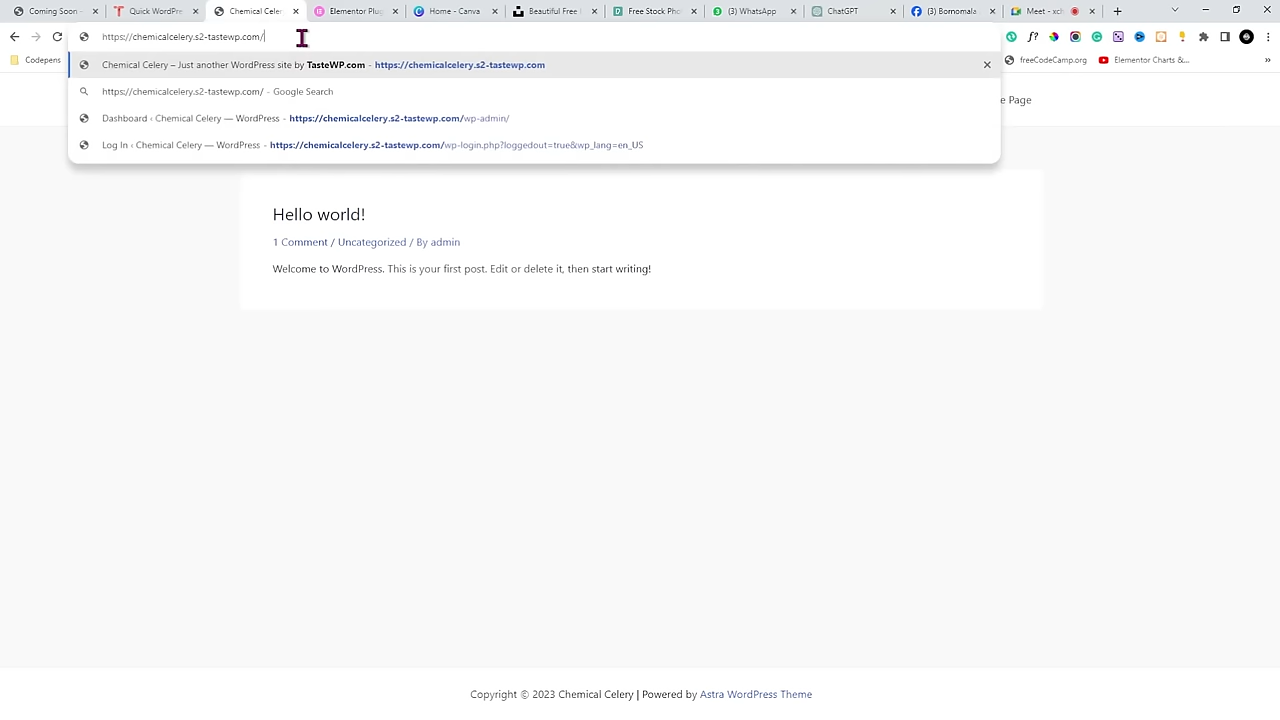 Coming Soon - Quick WordPre Chemical Celer Elementor Plug Home - Canva Beautiful Free Free Stock Pho (3) WhatsApp ChatGPT (3) Bornomala Meet - xch
https://chemicalcelery.s2-tastewp.com/
Codepens
Chemical Celery – Just another WordPress site by TasteWP.com - https://chemicalcelery.s2-tastewp.com
freeCodeCamp.org Elementor Charts &... »
https://chemicalcelery.s2-tastewp.com/ - Google Search
e Page
Dashboard ‹ Chemical Celery — WordPress - https://chemicalcelery.s2-tastewp.com/wp-admin/
Log In ‹ Chemical Celery — WordPress - https://chemicalcelery.s2-tastewp.com/wp-login.php?loggedout=true&wp_lang=en_US
Hello world!
1 Comment / Uncategorized / By admin
Welcome to WordPress. This is your first post. Edit or delete it, then start writing!
Copyright © 2023 Chemical Celery | Powered by Astra WordPress Theme